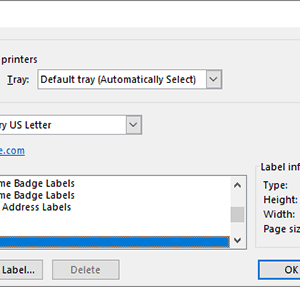 printers
Tray: Default tray (Automatically Select)
ry US Letter
e.com
me Badge Labels
me Badge Labels
Address Labels
Label inf
Type:
Height:
Width:
Page siz
Label...
Delete
OK